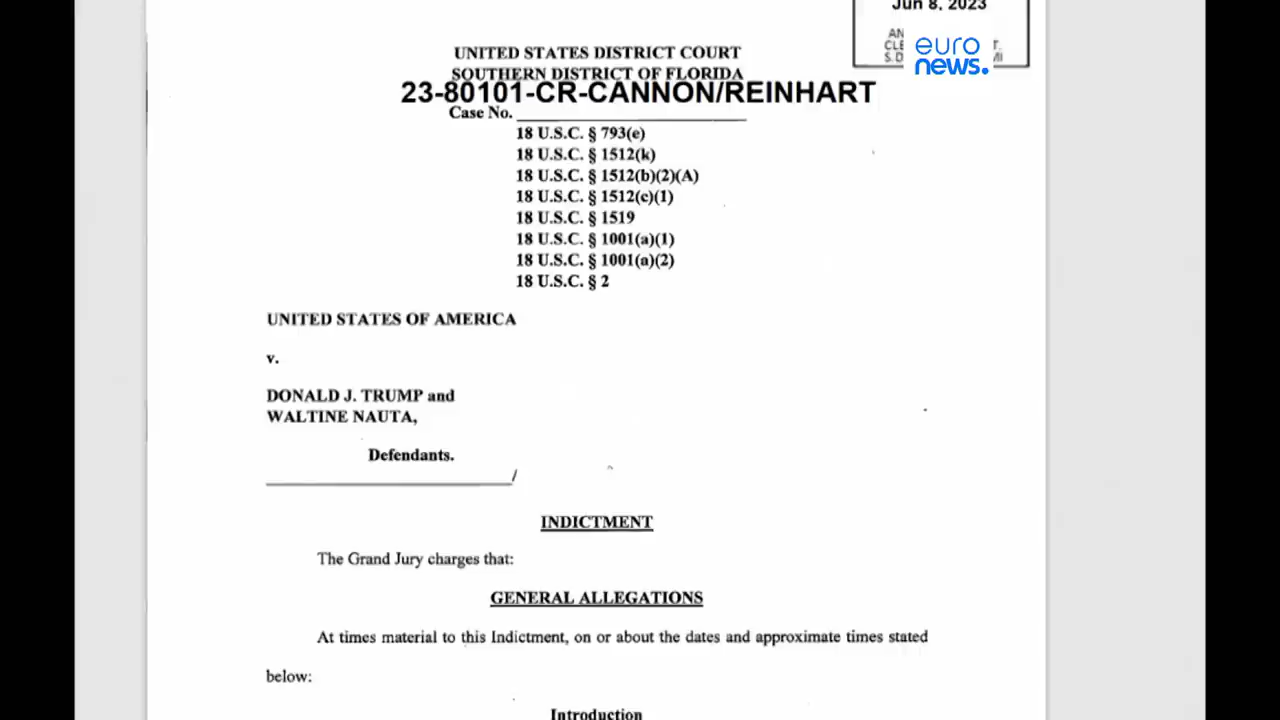 Jun 8, 2023
AN
CLE T.
S.D MI
euro
news.
UNITED STATES DISTRICT COURT
SOUTHERN DISTRICT OF FLORIDA
23-80101-CR-CANNON/REINHART
Case No.
18 U.S.C. § 793(e)
18 U.S.C. § 1512(k)
18 U.S.C. § 1512(b)(2)(A)
18 U.S.C. § 1512(c)(1)
18 U.S.C. § 1519
18 U.S.C. § 1001(a)(1)
18 U.S.C. § 1001(a)(2)
18 U.S.C. § 2
UNITED STATES OF AMERICA
v.
DONALD J. TRUMP and
WALTINE NAUTA,
Defendants.
/
INDICTMENT
The Grand Jury charges that:
GENERAL ALLEGATIONS
At times material to this Indictment, on or about the dates and approximate times stated
below:
Introduction